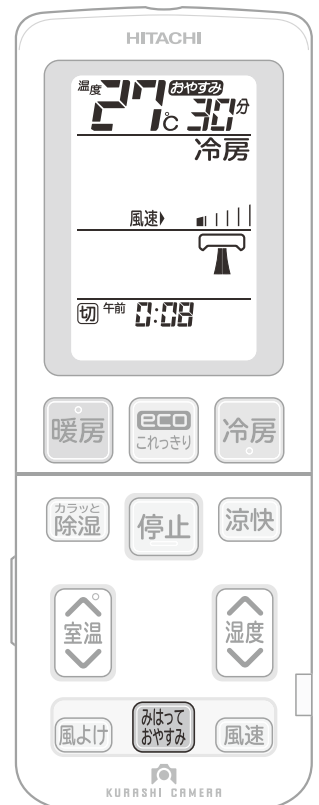 HITACHI
温度 27℃ おやすみ 30分
冷房
風速
切 午前 0:08
暖房 eco これっきり 冷房
カラッと除湿 停止 涼快
室温 湿度
風よけ みはっておやすみ 風速
KURASHI CAMERA